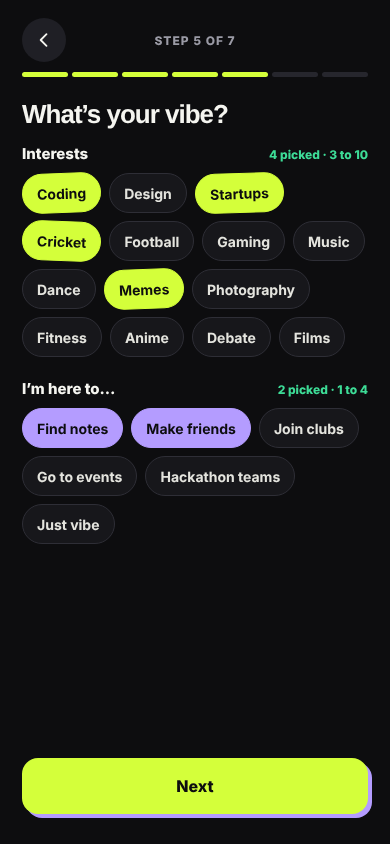 STEP 5 OF 7
What’s your vibe?
Interests 4 picked · 3 to 10
Coding Design Startups
Cricket Football Gaming Music
Dance Memes Photography
Fitness Anime Debate Films
I’m here to... 2 picked · 1 to 4
Find notes Make friends Join clubs
Go to events Hackathon teams
Just vibe
Next